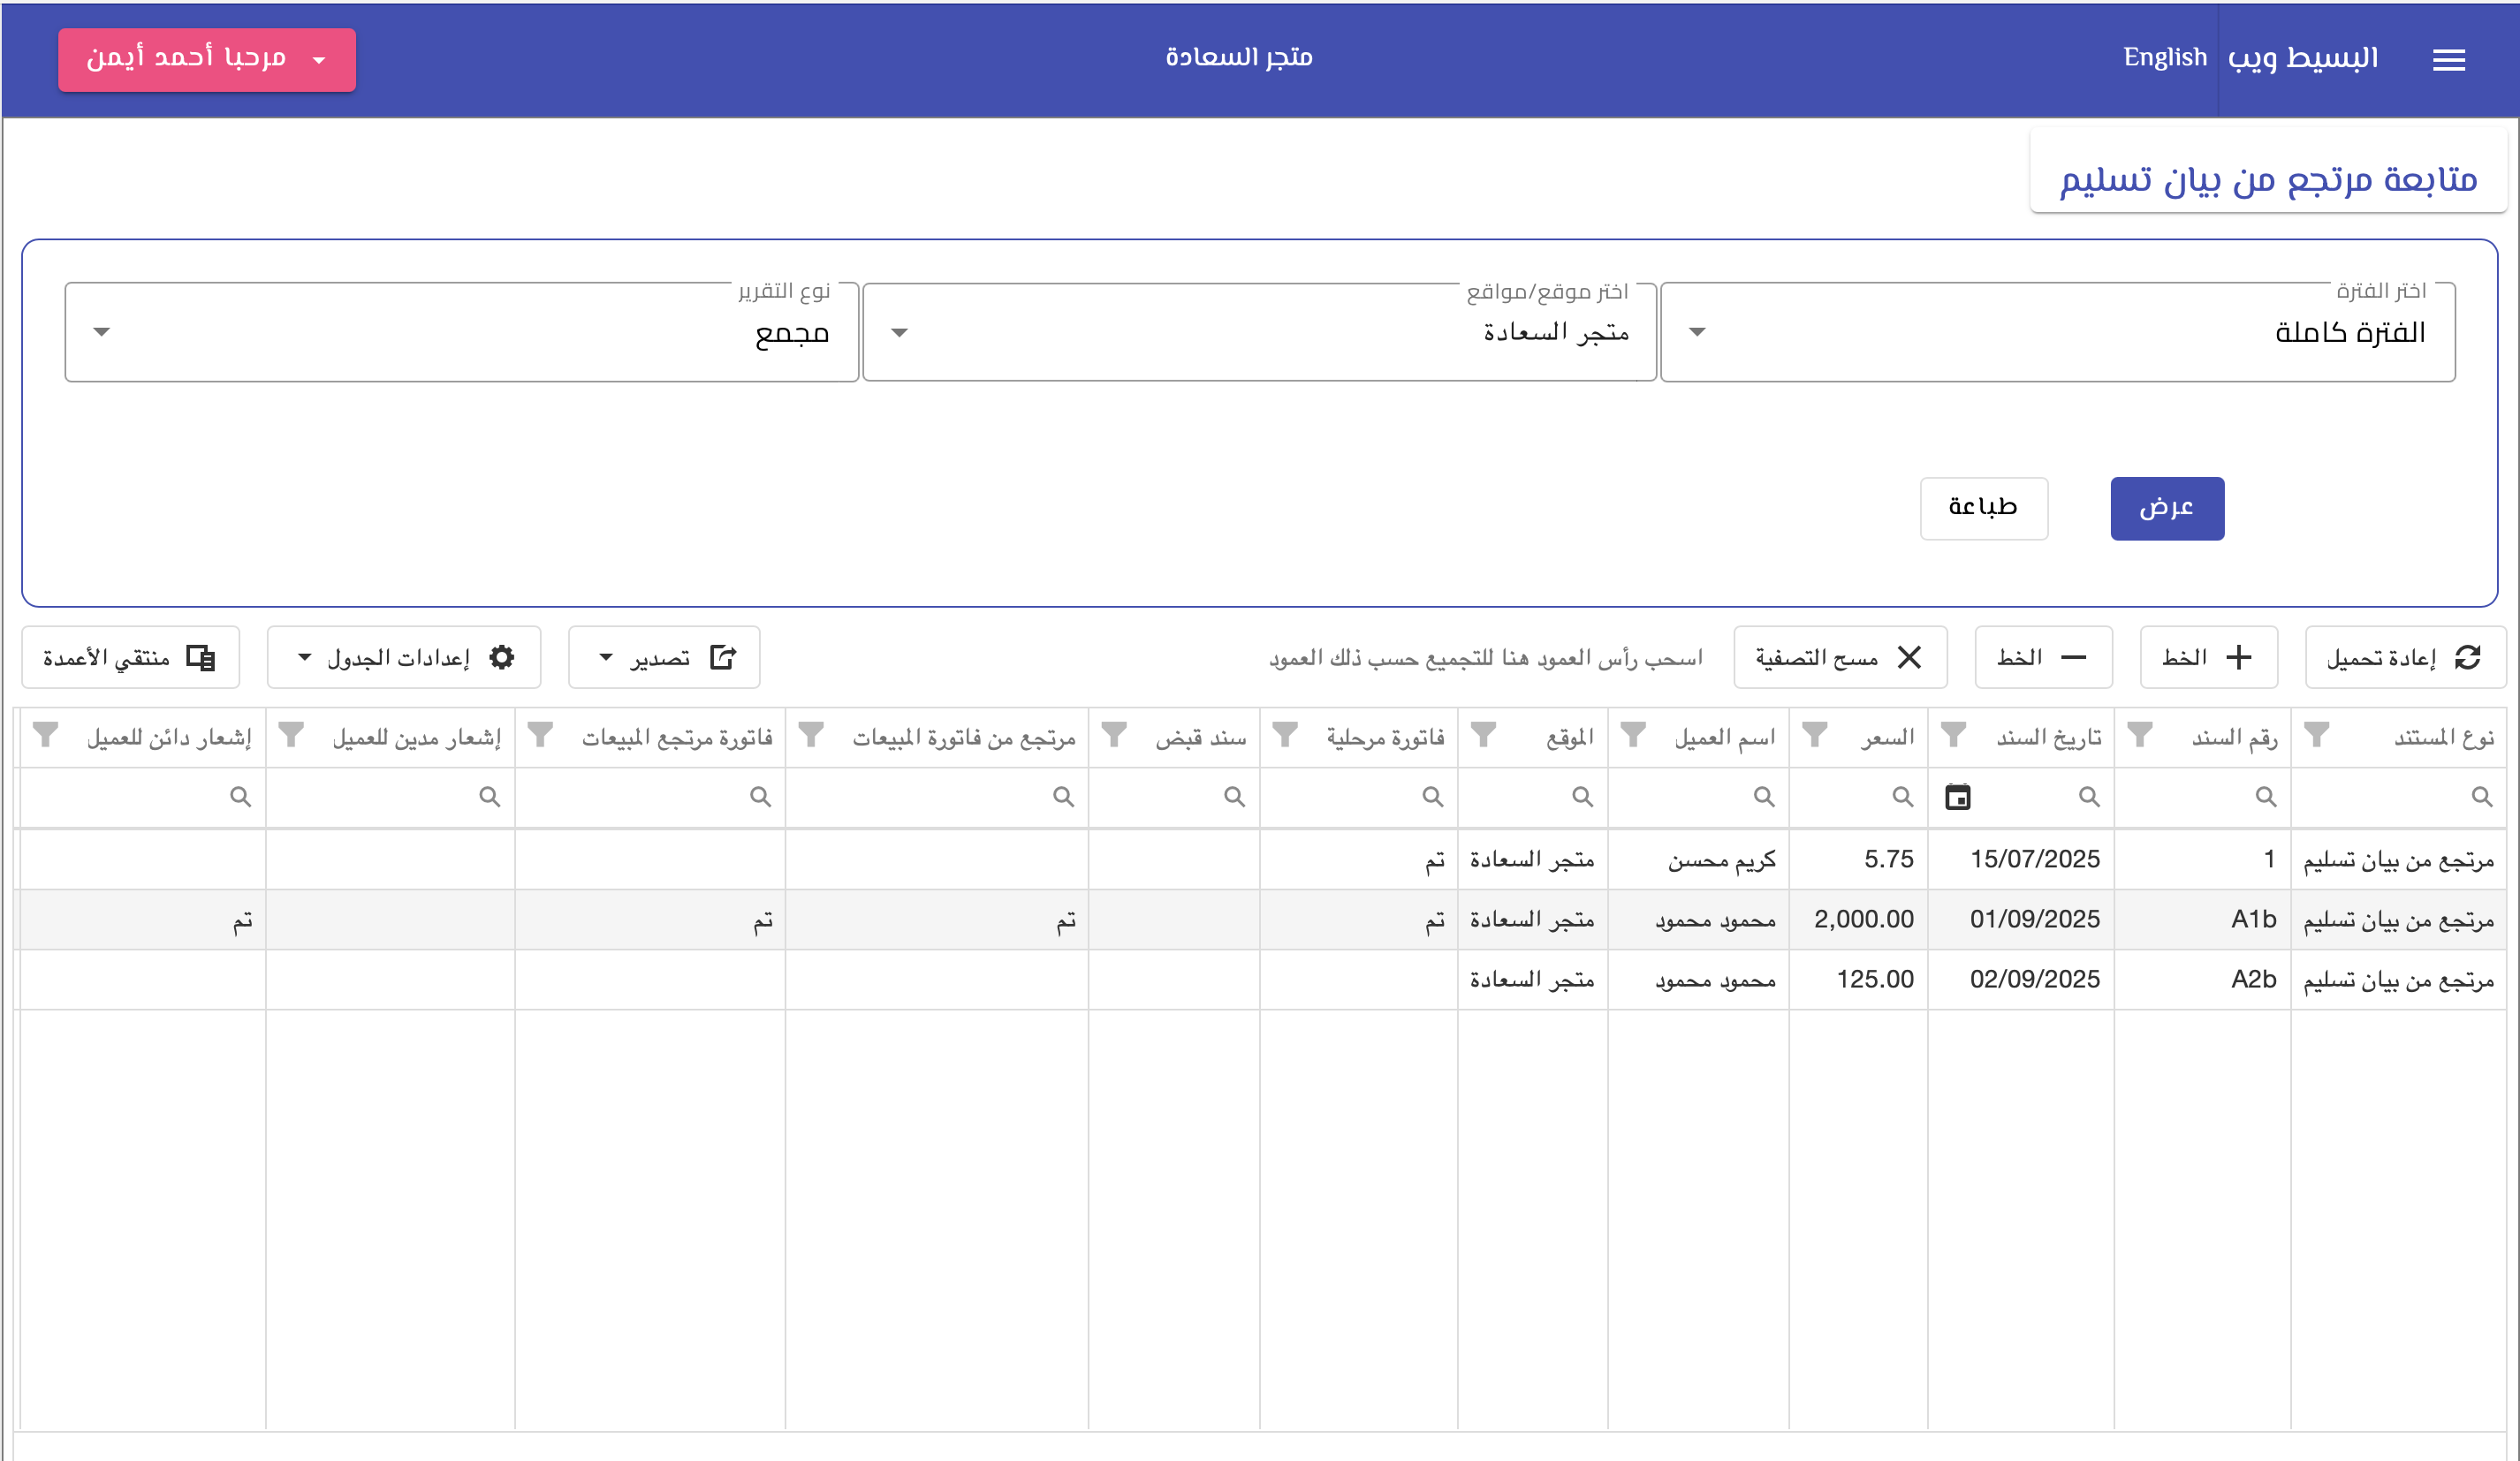 البسيط ويب English متجر السعادة مرحبا أحمد أيمن
متابعة مرتجع من بيان تسليم
اختر الفترة اختر موقع/مواقع نوع التقرير
الفترة كاملة متجر السعادة مجمع
عرض طباعة
إعادة تحميل الخط الخط مسح التصفية اسحب رأس العمود هنا للتجميع حسب ذلك العمود تصدير إعدادات الجدول منتقي الأعمدة
نوع المستند رقم السند تاريخ السند السعر اسم العميل الموقع فاتورة مرحلية سند قبض مرتجع من فاتورة المبيعات فاتورة مرتجع المبيعات إشعار مدين للعميل إشعار دائن للعميل
مرتجع من بيان تسليم 1 15/07/2025 5.75 كريم محسن متجر السعادة تم
مرتجع من بيان تسليم A1b 01/09/2025 2,000.00 محمود محمود متجر السعادة تم تم تم تم
مرتجع من بيان تسليم A2b 02/09/2025 125.00 محمود محمود متجر السعادة